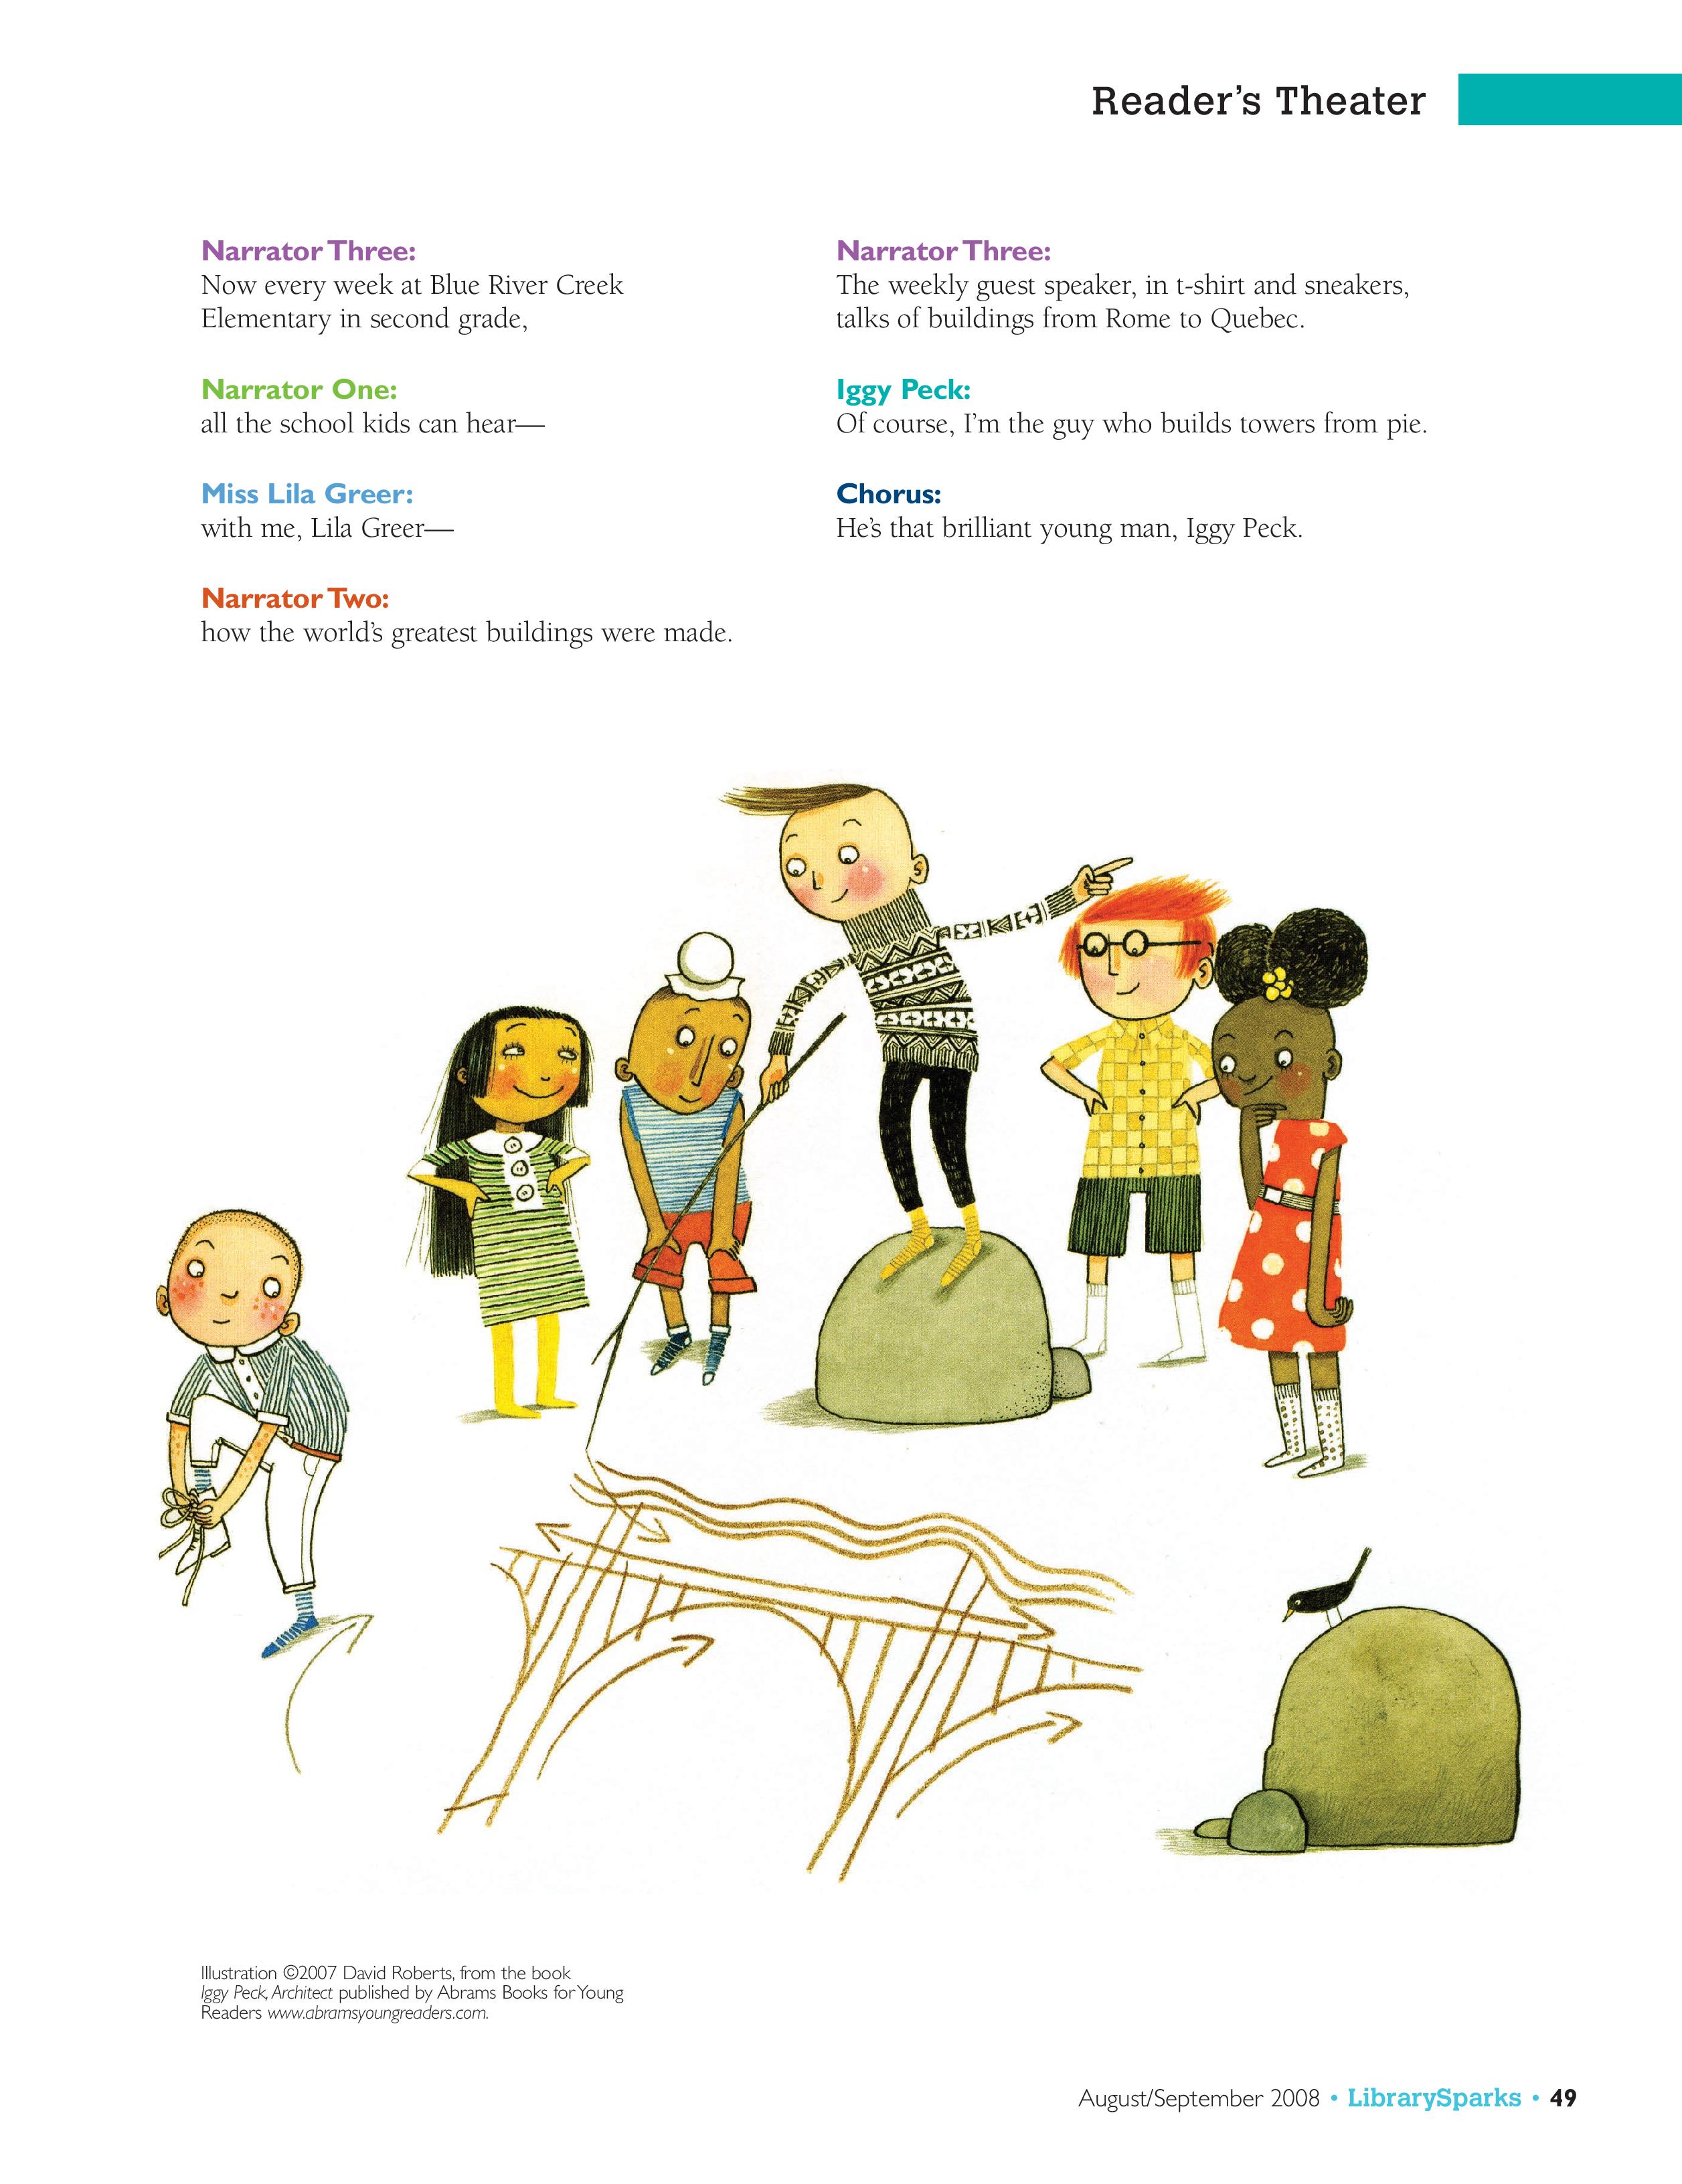 Reader’s Theater
Narrator Three:
Now every week at Blue River Creek
Elementary in second grade,
Narrator One:
all the school kids can hear—
Miss Lila Greer:
with me, Lila Greer—
Narrator Two:
how the world’s greatest buildings were made.
Narrator Three:
The weekly guest speaker, in t-shirt and sneakers,
talks of buildings from Rome to Quebec.
Iggy Peck:
Of course, I’m the guy who builds towers from pie.
Chorus:
He’s that brilliant young man, Iggy Peck.
Illustration ©2007 David Roberts, from the book
Iggy Peck, Architect published by Abrams Books for Young
Readers www.abramsyoungreaders.com.
August/September 2008 • LibrarySparks • 49